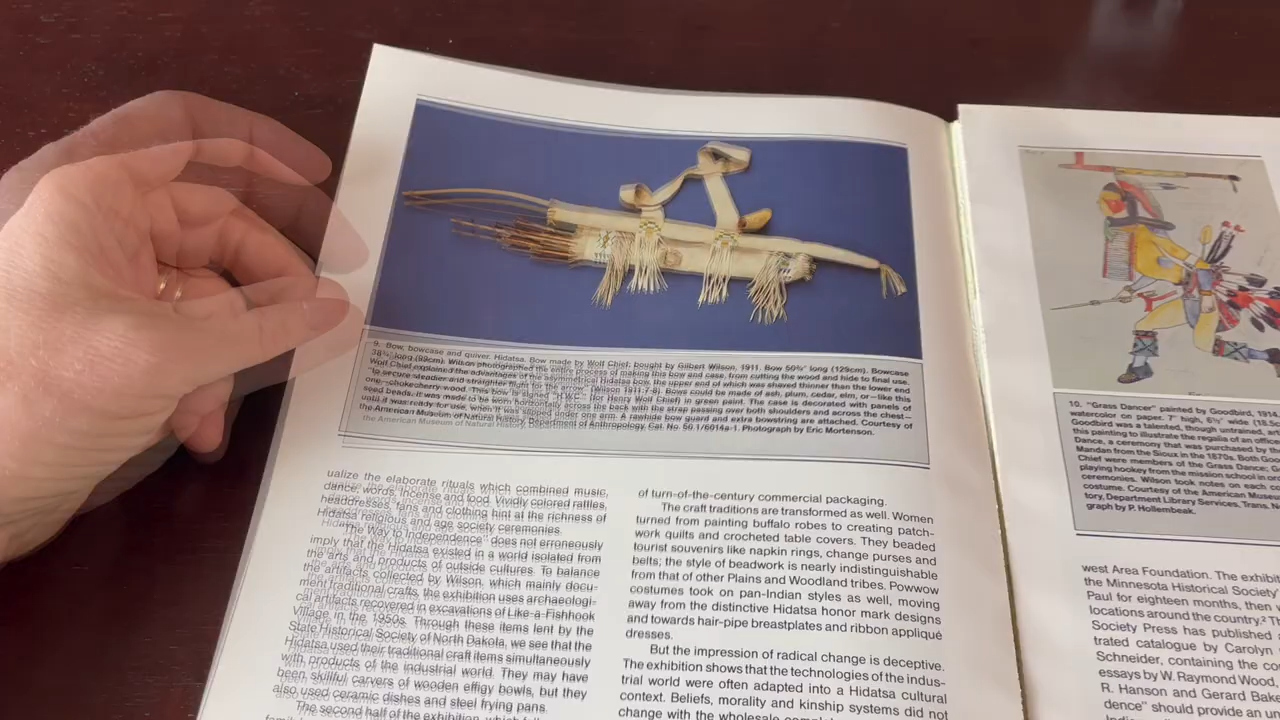 9. Bow, bowcase and quiver. Hidatsa. Bow made by Wolf Chief; bought by Gilbert Wilson, 1911. Bow 50¾" long (129cm). Bowcase
38¾" long (99cm). Wilson photographed the entire process of making this bow and case, from cutting the wood and hide to final use.
Wolf Chief explained the advantages of the asymmetrical Hidatsa bow, the upper end of which was shaved thinner than the lower end
"to secure steadier and straighter flight for the arrow" (Wilson 1911:7-8). Bows could be made of ash, plum, cedar, elm, or—like this
one—chokecherry wood. This bow is signed "H.W.C." (for Henry Wolf Chief) in green paint. The case is decorated with panels of
seed beads. It was made to be worn horizontally across the back with the strap passing over both shoulders and across the chest—
until it was ready for use, when it was slipped under one arm. A rawhide bow guard and extra bowstring are attached. Courtesy of
the American Museum of Natural History, Department of Anthropology, Cat. No. 50.1/6014a-1. Photograph by Eric Mortenson.
ualize the elaborate rituals which combined music,
dance, words, incense and food. Vividly colored rattles,
headdresses, fans and clothing hint at the richness of
Hidatsa religious and age society ceremonies.
"The Way to Independence" does not erroneously
imply that the Hidatsa existed in a world isolated from
the arts and products of outside cultures. To balance
the artifacts collected by Wilson, which mainly docu-
ment traditional crafts, the exhibition uses archaeologi-
cal artifacts recovered in excavations of Like-a-Fishhook
Village in the 1950s. Through these items lent by the
State Historical Society of North Dakota, we see that the
Hidatsa used their traditional craft items simultaneously
with products of the industrial world. They may have
been skillful carvers of wooden effigy bowls, but they
also used ceramic dishes and steel frying pans.
The second half of the exhibition, which
of turn-of-the-century commercial packaging.
The craft traditions are transformed as well. Women
turned from painting buffalo robes to creating patch-
work quilts and crocheted table covers. They beaded
tourist souvenirs like napkin rings, change purses and
belts; the style of beadwork is nearly indistinguishable
from that of other Plains and Woodland tribes. Powwow
costumes took on pan-Indian styles as well, moving
away from the distinctive Hidatsa honor mark designs
and towards hair-pipe breastplates and ribbon appliqué
dresses.
But the impression of radical change is deceptive.
The exhibition shows that the technologies of the indus-
trial world were often adapted into a Hidatsa cultural
context. Beliefs, morality and kinship systems did not
change with the wholesale
10. "Grass Dancer" painted by Goodbird, 1914
watercolor on paper. 7" high, 6½" wide (18.5c
Goodbird was a talented, though untrained, ar
this painting to illustrate the regalia of an office
Dance, a ceremony that was purchased by the
Mandan from the Sioux in the 1870s. Both Goo
Chief were members of the Grass Dance; G
playing hookey from the mission school in
ceremonies. Wilson took notes on each co
costume. Courtesy of the American Museu
tory, Department Library Services, Trans. N
graph by P. Hollembeak.
west Area Foundation. The exhibit
the Minnesota Historical Society
Paul for eighteen months, then
locations around the country.² Th
Society Press has published
trated catalogue by Carolyn
Schneider, containing the co
essays by W. Raymond Wood,
R. Hanson and Gerard Bake
dence" should provide an un